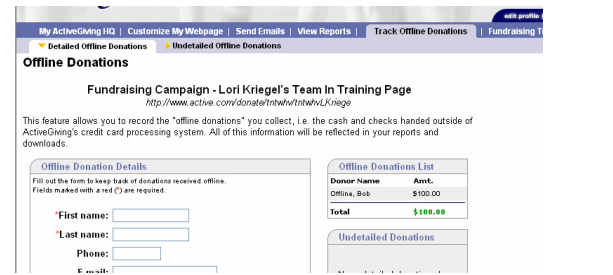 edit profile
My ActiveGiving HQ | Customize My Webpage | Send Emails | View Reports | Track Offline Donations | Fundraising
Detailed Offline Donations Undetailed Offline Donations
Offline Donations
Fundraising Campaign - Lori Kriegel's Team In Training Page
http://www.active.com/donate/tntwhv/tntwhvLKriege
This feature allows you to record the "offline donations" you collect, i.e. the cash and checks handed outside of
ActiveGiving's credit card processing system. All of this information will be reflected in your reports and
downloads.
Offline Donation Details
Fill out the form to keep track of donations received offline.
Fields marked with a red (*) are required.
*First name:
*Last name:
Phone:
E-mail:
Offline Donations List
Donor Name Amt.
Offline, Bob $100.00
Total $100.00
Undetailed Donations